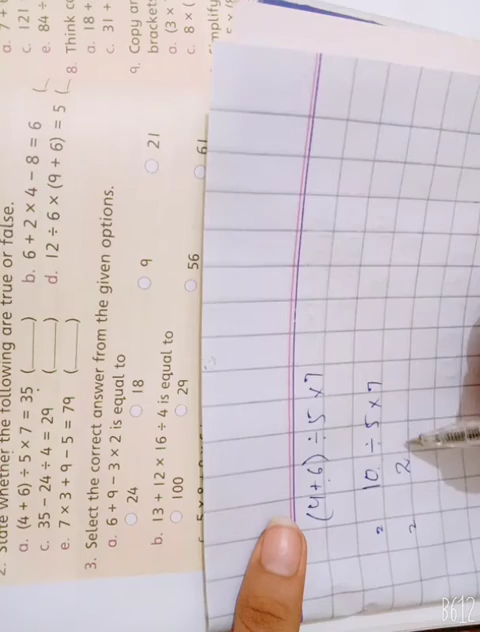 2. State whether the following are true or false.
a. (4 + 6) ÷ 5 × 7 = 35 (____) b. 6 + 2 × 4 − 8 = 6 (
c. 35 − 24 ÷ 4 = 29 (____) d. 12 ÷ 6 × (9 + 6) = 5 (
e. 7 × 3 + 9 − 5 = 79 (____)
3. Select the correct answer from the given options.
a. 6 + 9 − 3 × 2 is equal to
24 18 9 21
b. 13 + 12 × 16 ÷ 4 is equal to
100 29 56 61
a. 7 +
c. 121
e. 84 ÷
8. Think
a. 18 +
c. 31 +
9. Copy
brackets
a. (3 ×
c. 8 × (
(4+6) ÷ 5 × 7
= 10 ÷ 5 × 7
= 2
B612